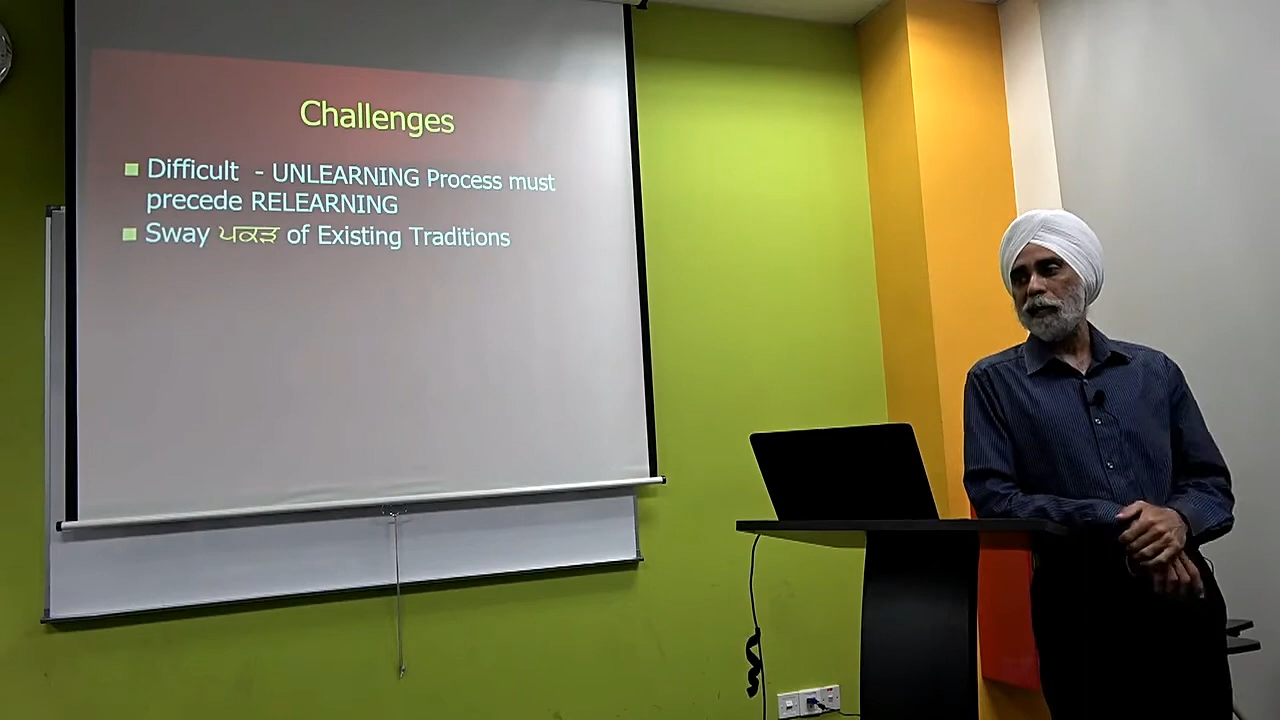 Challenges
Difficult - UNLEARNING Process must
precede RELEARNING
Sway ਪਕੜ of Existing Traditions